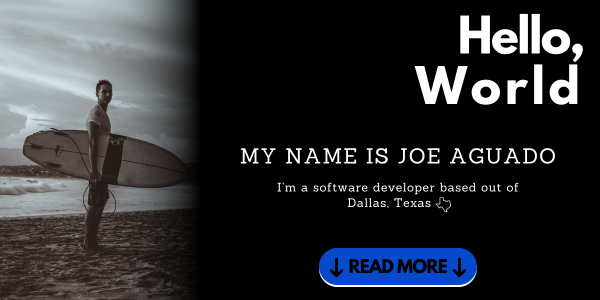 Hello,
World
MY NAME IS JOE AGUADO
I'm a software developer based out of
Dallas, Texas
READ MORE